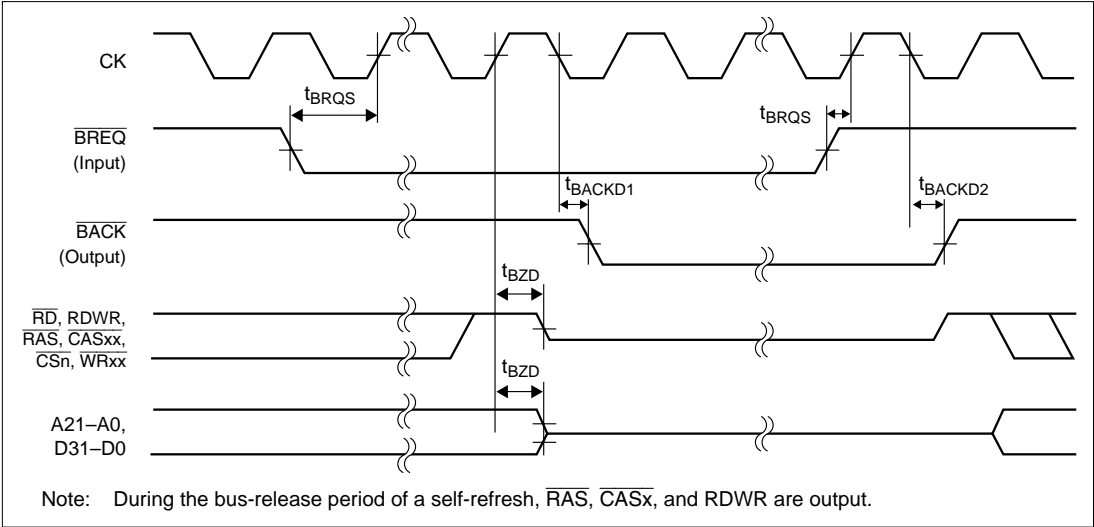 CK
tBRQS
tBRQS
BREQ
(Input)
tBACKD1
tBACKD2
BACK
(Output)
tBZD
RD, RDWR,
RAS, CASxx,
CSn, WRxx
tBZD
A21–A0,
D31–D0
Note: During the bus-release period of a self-refresh, RAS, CASx, and RDWR are output.